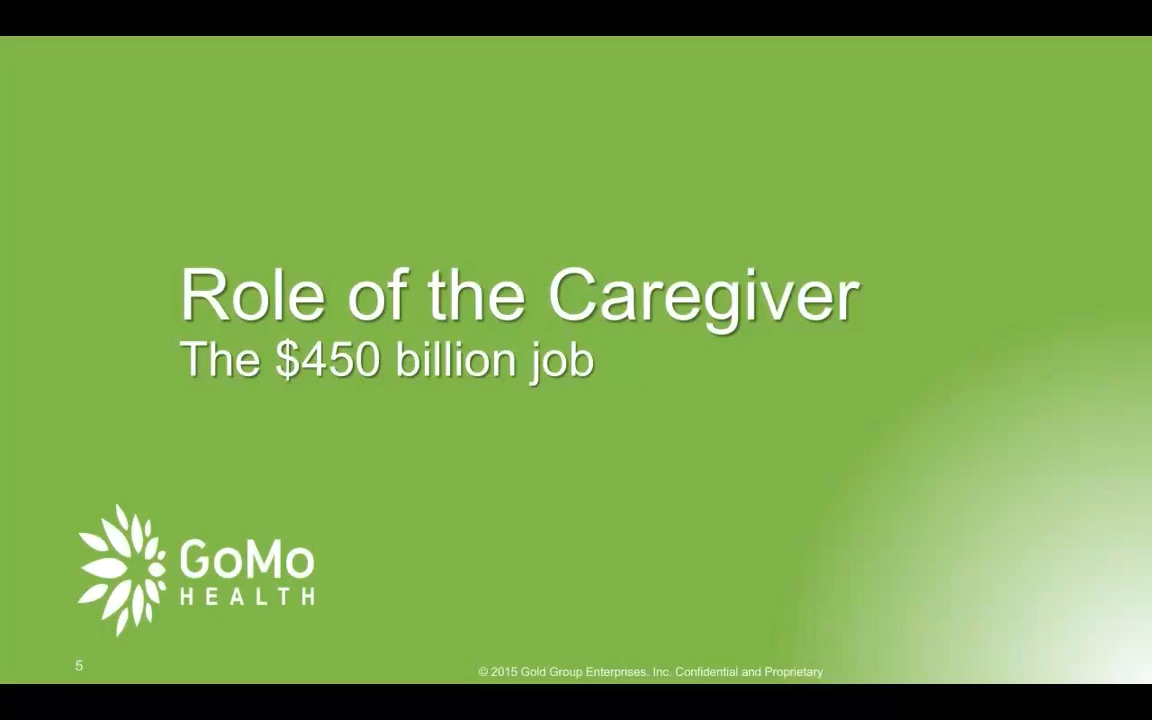 Role of the Caregiver
The $450 billion job
GoMo
HEALTH
5
© 2015 Gold Group Enterprises. Inc. Confidential and Proprietary